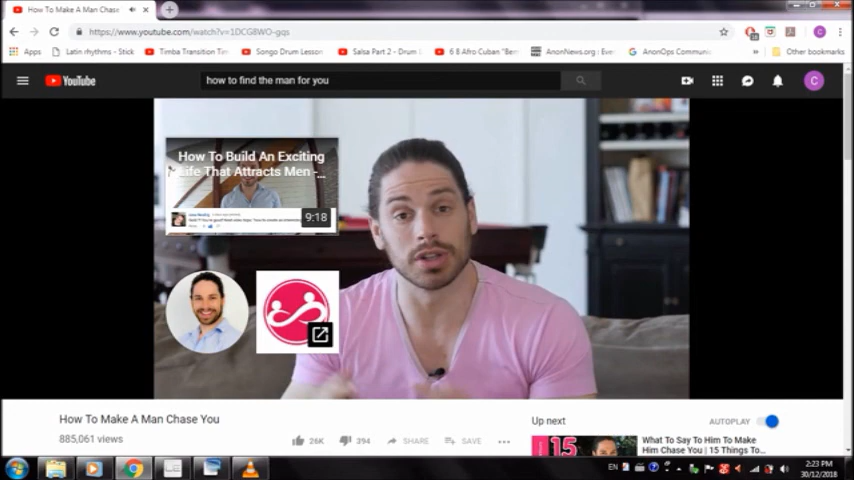 How To Make A Man Chase
https://www.youtube.com/watch?v=1DCG8WO-gqs
Apps
Latin rhythms - Stick
Timba Transition Tim
Songo Drum Lesson
Salsa Part 2 - Drum
6 8 Afro Cuban "Bem
AnonNews.org : Ever
AnonOps Communic
»
Other bookmarks
YouTube
how to find the man for you
C
How To Build An Exciting
Life That Attracts Men -...
9:18
How To Make A Man Chase You
885,061 views
26K
394
SHARE
SAVE
Up next
AUTOPLAY
15
What To Say To Him To Make
Him Chase You | 15 Things To...
EN
2:23 PM
30/12/2018